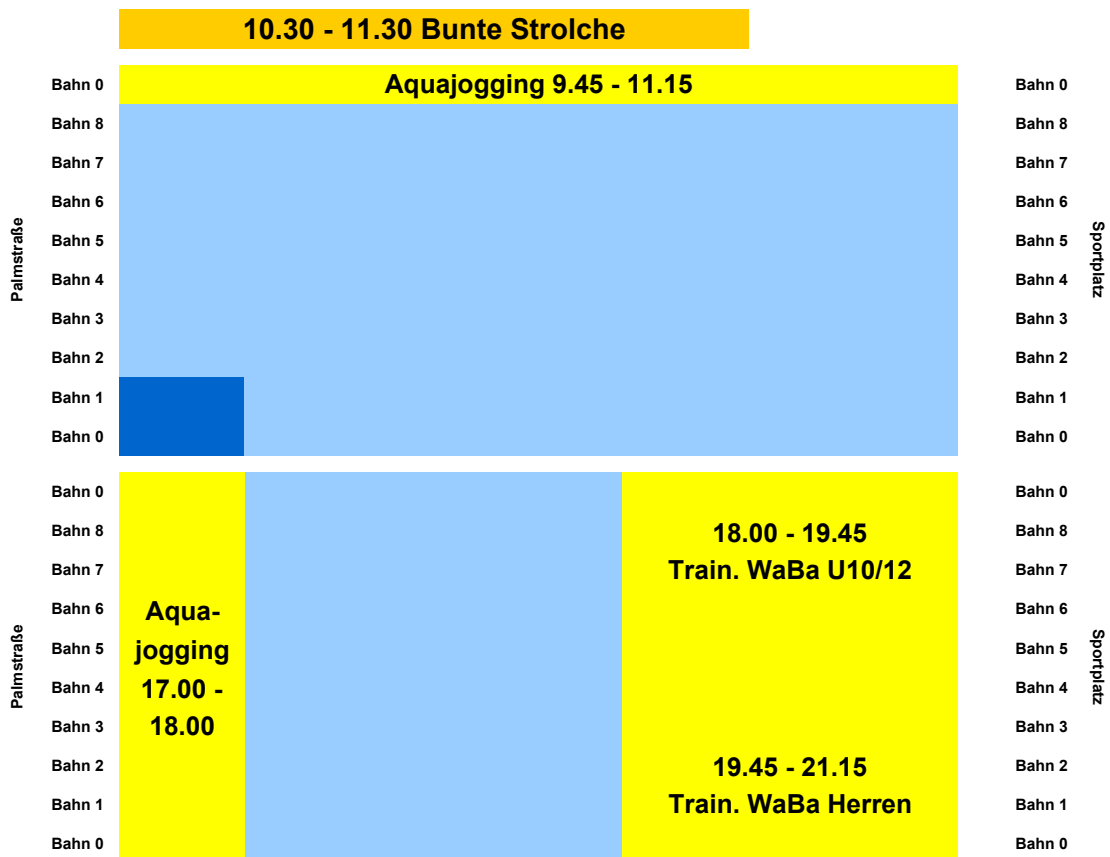 10.30 - 11.30 Bunte Strolche
Bahn 0 Aquajogging 9.45 - 11.15 Bahn 0
Bahn 8 Bahn 8
Bahn 7 Bahn 7
Bahn 6 Bahn 6
Palmstraße
Bahn 5 Bahn 5
Sportplatz
Bahn 4 Bahn 4
Bahn 3 Bahn 3
Bahn 2 Bahn 2
Bahn 1 Bahn 1
Bahn 0 Bahn 0
Bahn 0 Bahn 0
Bahn 8 18.00 - 19.45 Bahn 8
Bahn 7 Train. WaBa U10/12 Bahn 7
Bahn 6 Aqua- Bahn 6
Palmstraße
Bahn 5 jogging Bahn 5
Sportplatz
Bahn 4 17.00 - Bahn 4
Bahn 3 18.00 Bahn 3
Bahn 2 19.45 - 21.15 Bahn 2
Bahn 1 Train. WaBa Herren Bahn 1
Bahn 0 Bahn 0